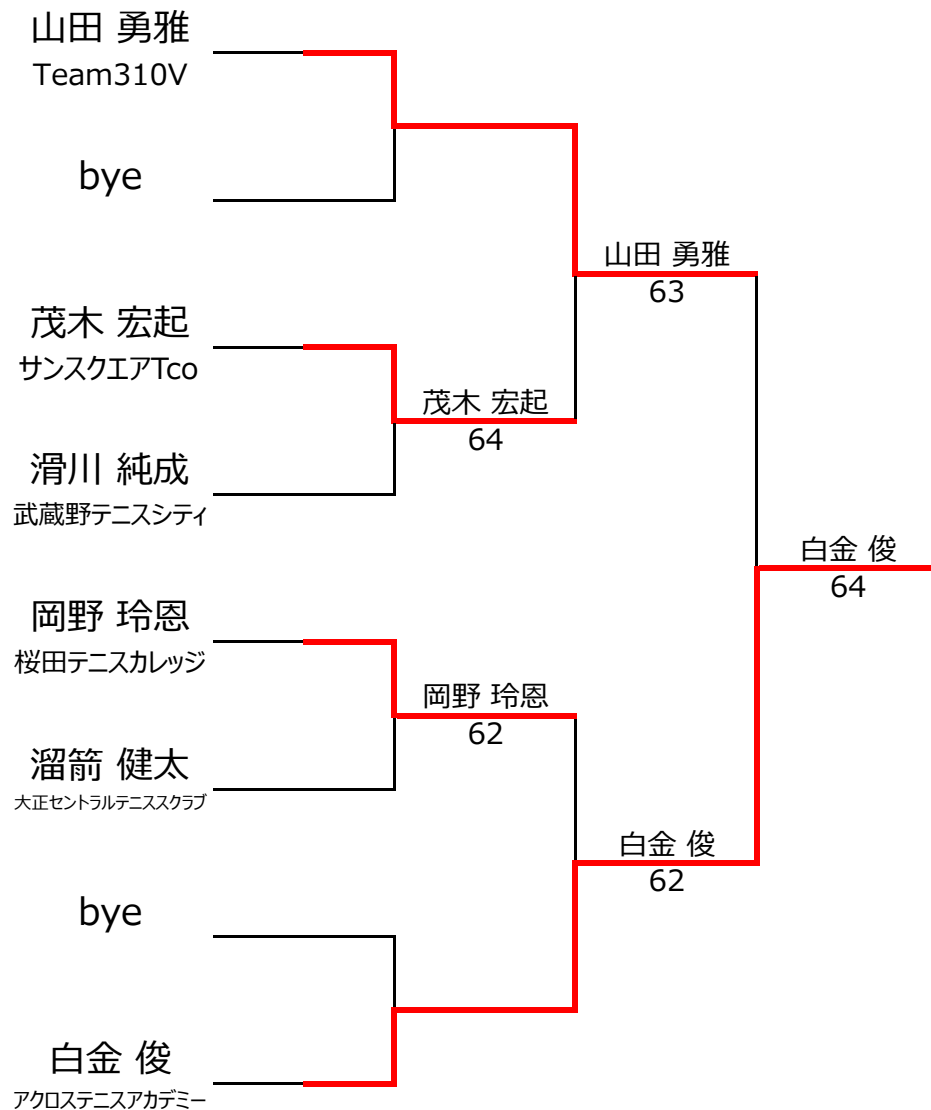 山田 勇雅
Team310V
bye
山田 勇雅
63
茂木 宏起
サンスクエアTco
茂木 宏起
64
滑川 純成
武蔵野テニスシティ
白金 俊
64
岡野 玲恩
桜田テニスカレッジ
岡野 玲恩
62
溜箭 健太
大正セントラルテニススクラブ
白金 俊
62
bye
白金 俊
アクロステニスアカデミー